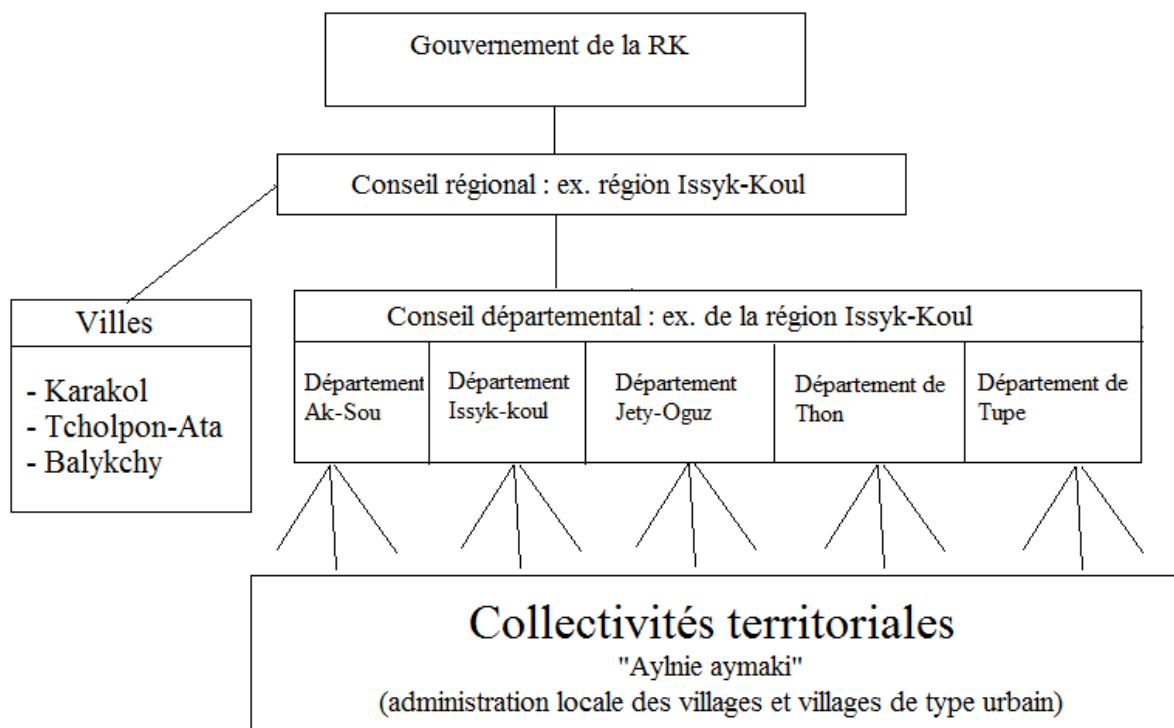 Gouvernement de la RK
Conseil régional : ex. région Issyk-Koul
Villes
- Karakol
- Tcholpon-Ata
- Balykchy
Conseil départemental : ex. de la région Issyk-Koul
Département
Ak-Sou
Département
Issyk-koul
Département
Jety-Oguz
Département de
Thon
Département de
Tupe
Collectivités territoriales
"Aylnie aymaki"
(administration locale des villages et villages de type urbain)